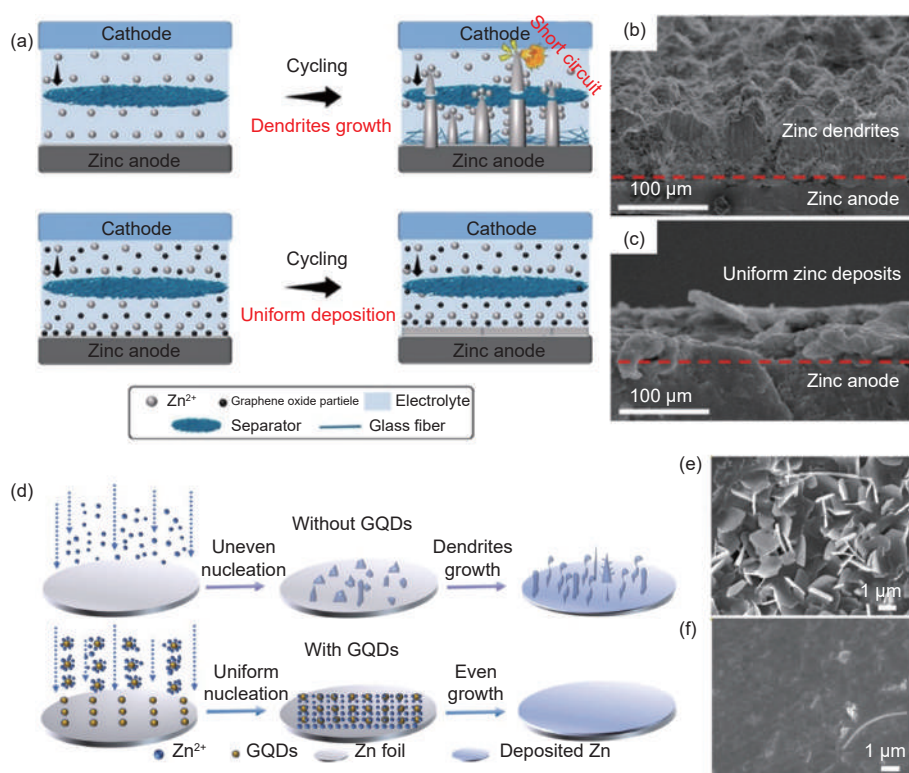 (a)
Cathode
Zinc anode
Cycling
Dendrites growth
Cathode
Short circuit
Zinc anode
Cathode
Zinc anode
Cycling
Uniform deposition
Cathode
Zinc anode
Zn²⁺
Graphene oxide partiele
Electrolyte
Separator
Glass fiber
(b)
Zinc dendrites
100 μm
Zinc anode
(c)
Uniform zinc deposits
Zinc anode
100 μm
(d)
Without GQDs
Uneven
nucleation
Dendrites
growth
With GQDs
Uniform
nucleation
Even
growth
Zn²⁺
GQDs
Zn foil
Deposited Zn
(e)
1 μm
(f)
1 μm